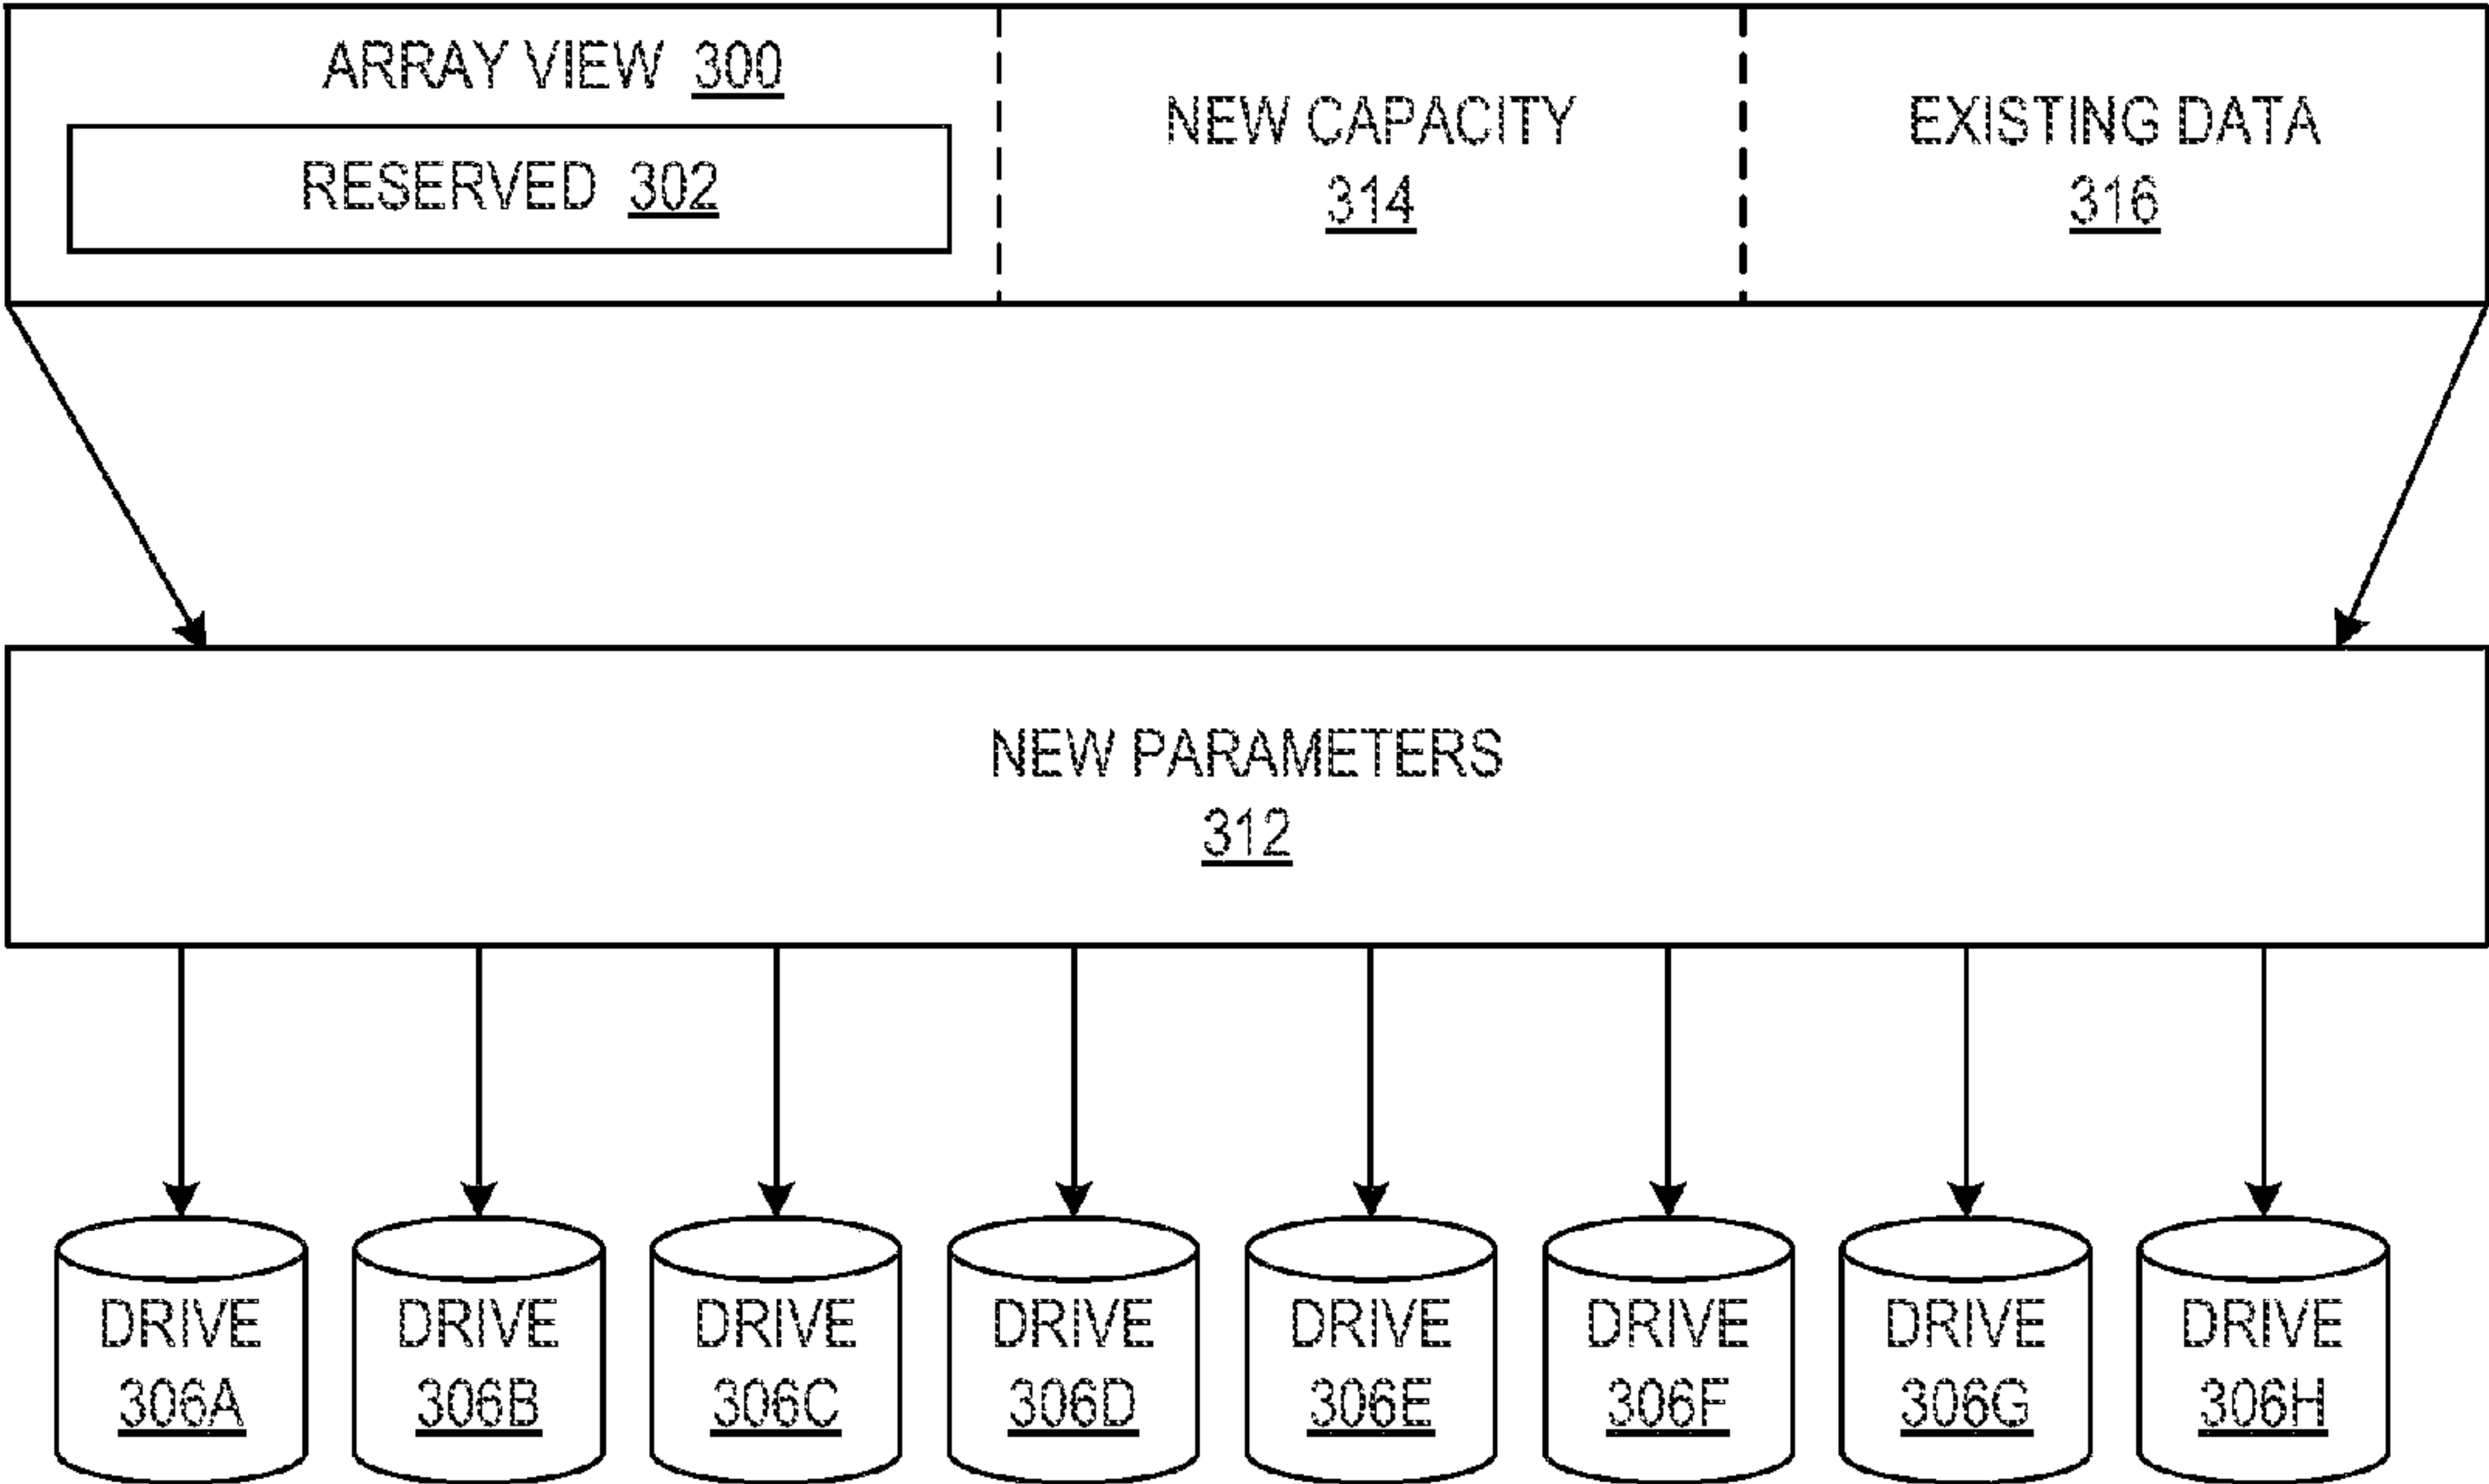 ARRAY VIEW 300
RESERVED 302
NEW CAPACITY
314
EXISTING DATA
316
NEW PARAMETERS
312
DRIVE
306A
DRIVE
306B
DRIVE
306C
DRIVE
306D
DRIVE
306E
DRIVE
306F
DRIVE
306G
DRIVE
306H